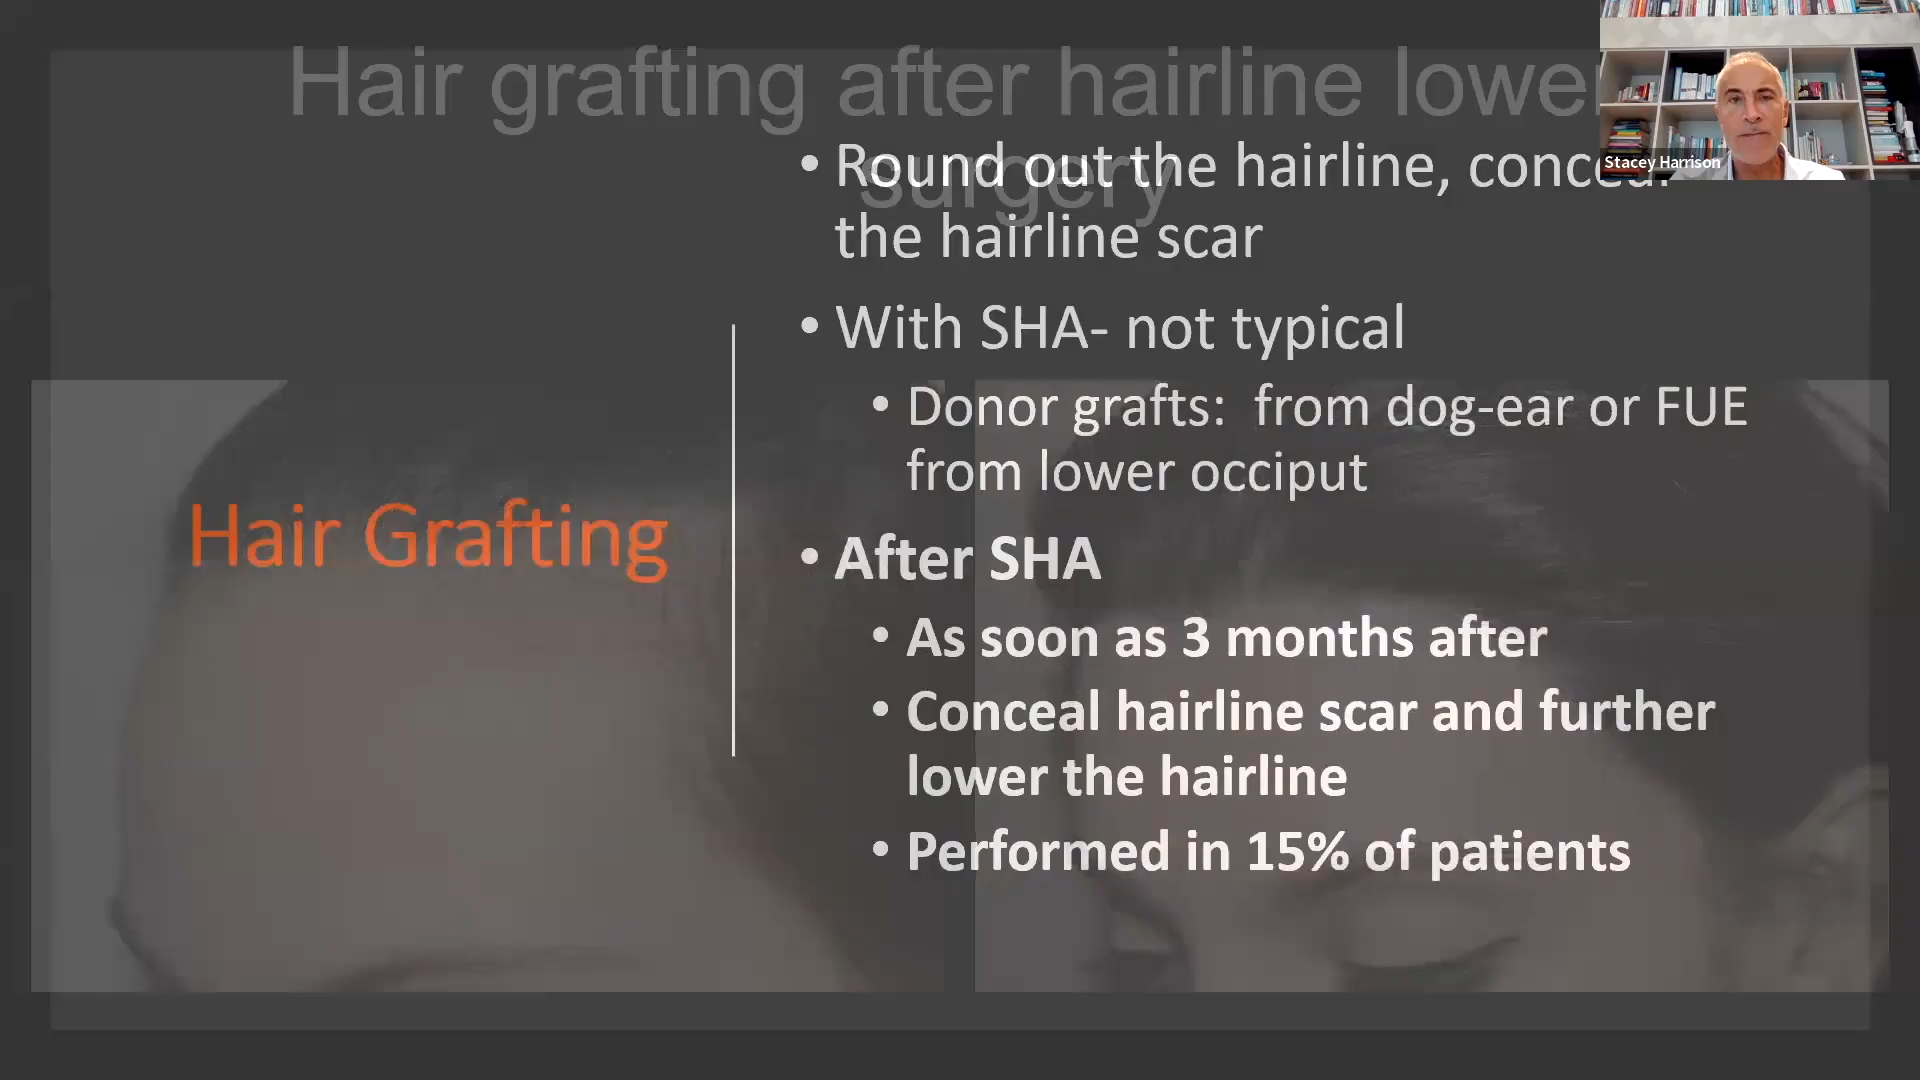 Hair grafting after hairline lower
surgery
Stacey Harrison
Hair Grafting
• Round out the hairline, conceal
the hairline scar
• With SHA- not typical
• Donor grafts: from dog-ear or FUE
from lower occiput
• After SHA
• As soon as 3 months after
• Conceal hairline scar and further
lower the hairline
• Performed in 15% of patients